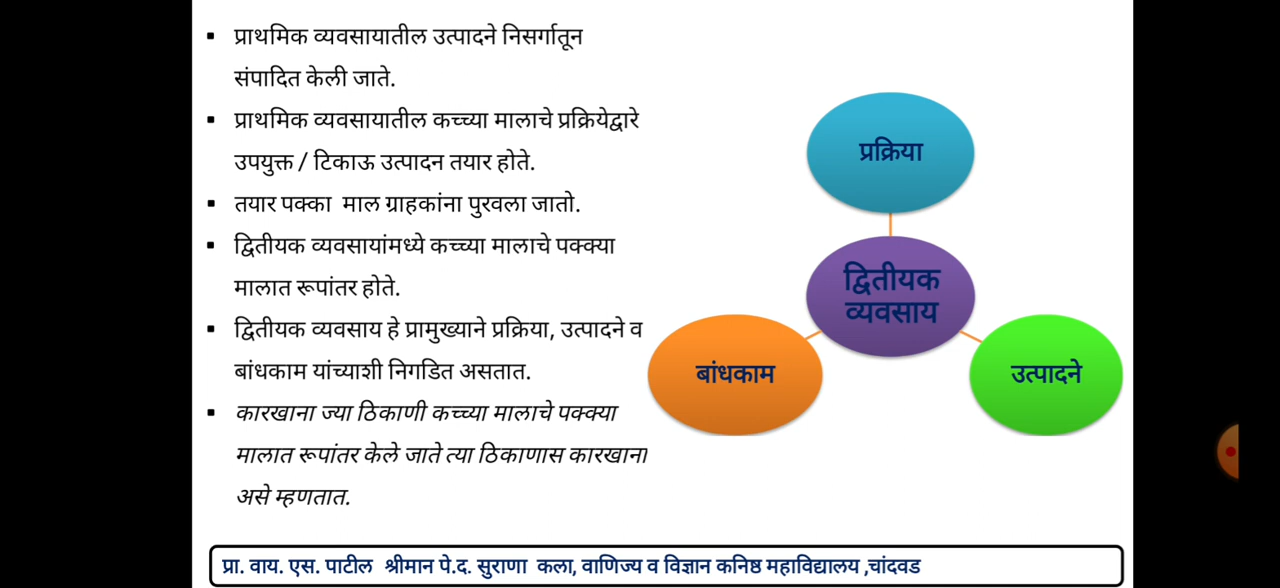 प्राथमिक व्यवसायातील उत्पादने निसर्गातून
संपादित केली जाते.
प्राथमिक व्यवसायातील कच्च्या मालाचे प्रक्रियेद्वारे
उपयुक्त / टिकाऊ उत्पादन तयार होते.
तयार पक्का माल ग्राहकांना पुरवला जातो.
द्वितीयक व्यवसायांमध्ये कच्च्या मालाचे पक्क्या
मालात रूपांतर होते.
द्वितीयक व्यवसाय हे प्रामुख्याने प्रक्रिया, उत्पादने व
बांधकाम यांच्याशी निगडित असतात.
कारखाना ज्या ठिकाणी कच्च्या मालाचे पक्क्या
मालात रूपांतर केले जाते त्या ठिकाणास कारखाना
असे म्हणतात.
प्रक्रिया
द्वितीयक
व्यवसाय
बांधकाम
उत्पादने
प्रा. वाय. एस. पाटील श्रीमान पे.द. सुराणा कला, वाणिज्य व विज्ञान कनिष्ठ महाविद्यालय ,चांदवड